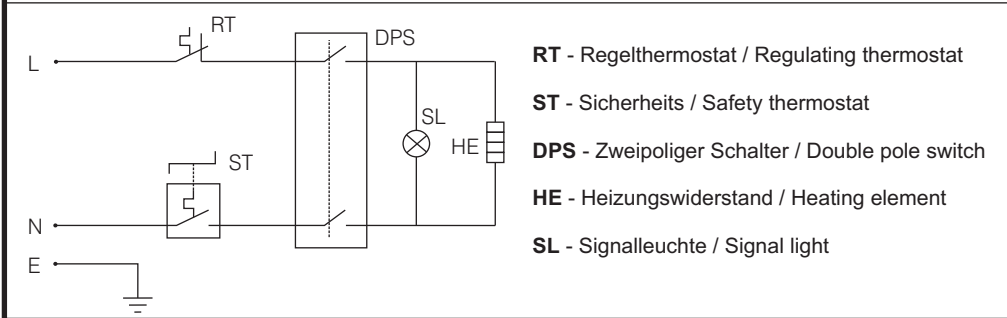 RT
DPS
L
SL
HE
ST
N
E
RT - Regelthermostat / Regulating thermostat
ST - Sicherheits / Safety thermostat
DPS - Zweipoliger Schalter / Double pole switch
HE - Heizungswiderstand / Heating element
SL - Signalleuchte / Signal light